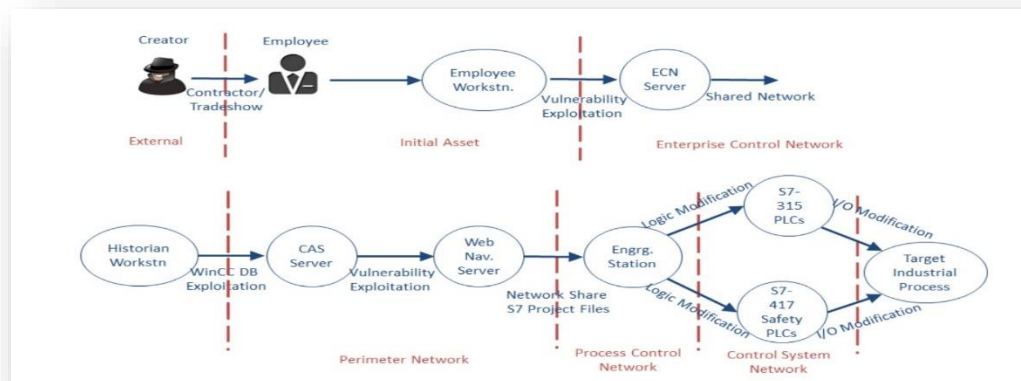 Creator
Employee
Contractor/
Tradeshow
Employee
Workstn.
Vulnerability
Exploitation
ECN
Server
Shared Network
External
Initial Asset
Enterprise Control Network
Historian
Workstn
WinCC DB
Exploitation
CAS
Server
Vulnerability
Exploitation
Web
Nav.
Server
Network Share
S7 Project Files
Engrg.
Station
Logic Modification
Logic Modification
S7-
315
PLCs
S7-
417
Safety
PLCs
I/O Modification
I/O Modification
Target
Industrial
Process
Perimeter Network
Process Control
Network
Control System
Network